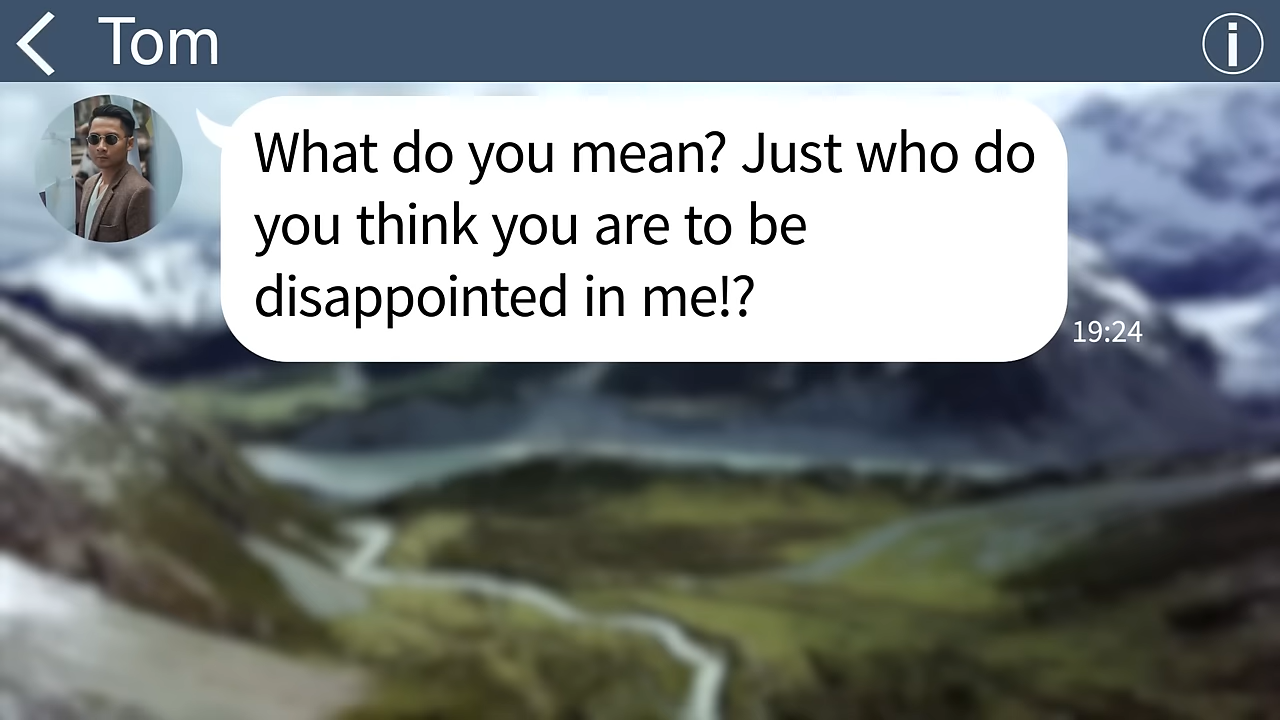 Tom
What do you mean? Just who do
you think you are to be
disappointed in me!?
19:24